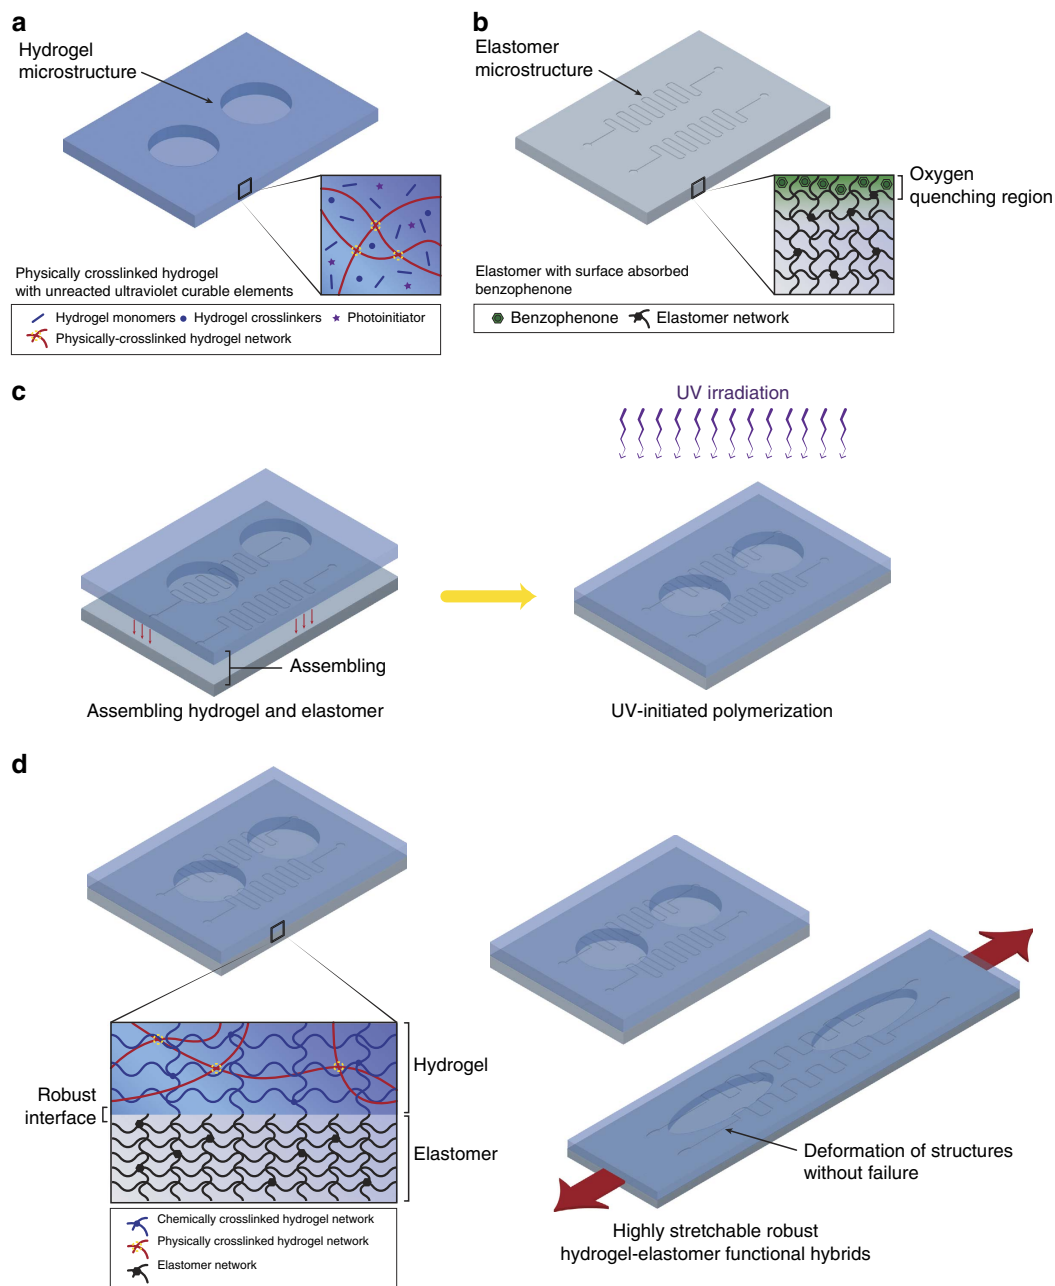 a
Hydrogel
microstructure
Physically crosslinked hydrogel
with unreacted ultraviolet curable elements
Hydrogel monomers Hydrogel crosslinkers Photoinitiator
Physically-crosslinked hydrogel network
b
Elastomer
microstructure
Oxygen
quenching region
Elastomer with surface absorbed
benzophenone
Benzophenone Elastomer network
c
UV irradiation
Assembling
Assembling hydrogel and elastomer
UV-initiated polymerization
d
Hydrogel
Robust
interface
Elastomer
Chemically crosslinked hydrogel network
Physically crosslinked hydrogel network
Elastomer network
Deformation of structures
without failure
Highly stretchable robust
hydrogel-elastomer functional hybrids